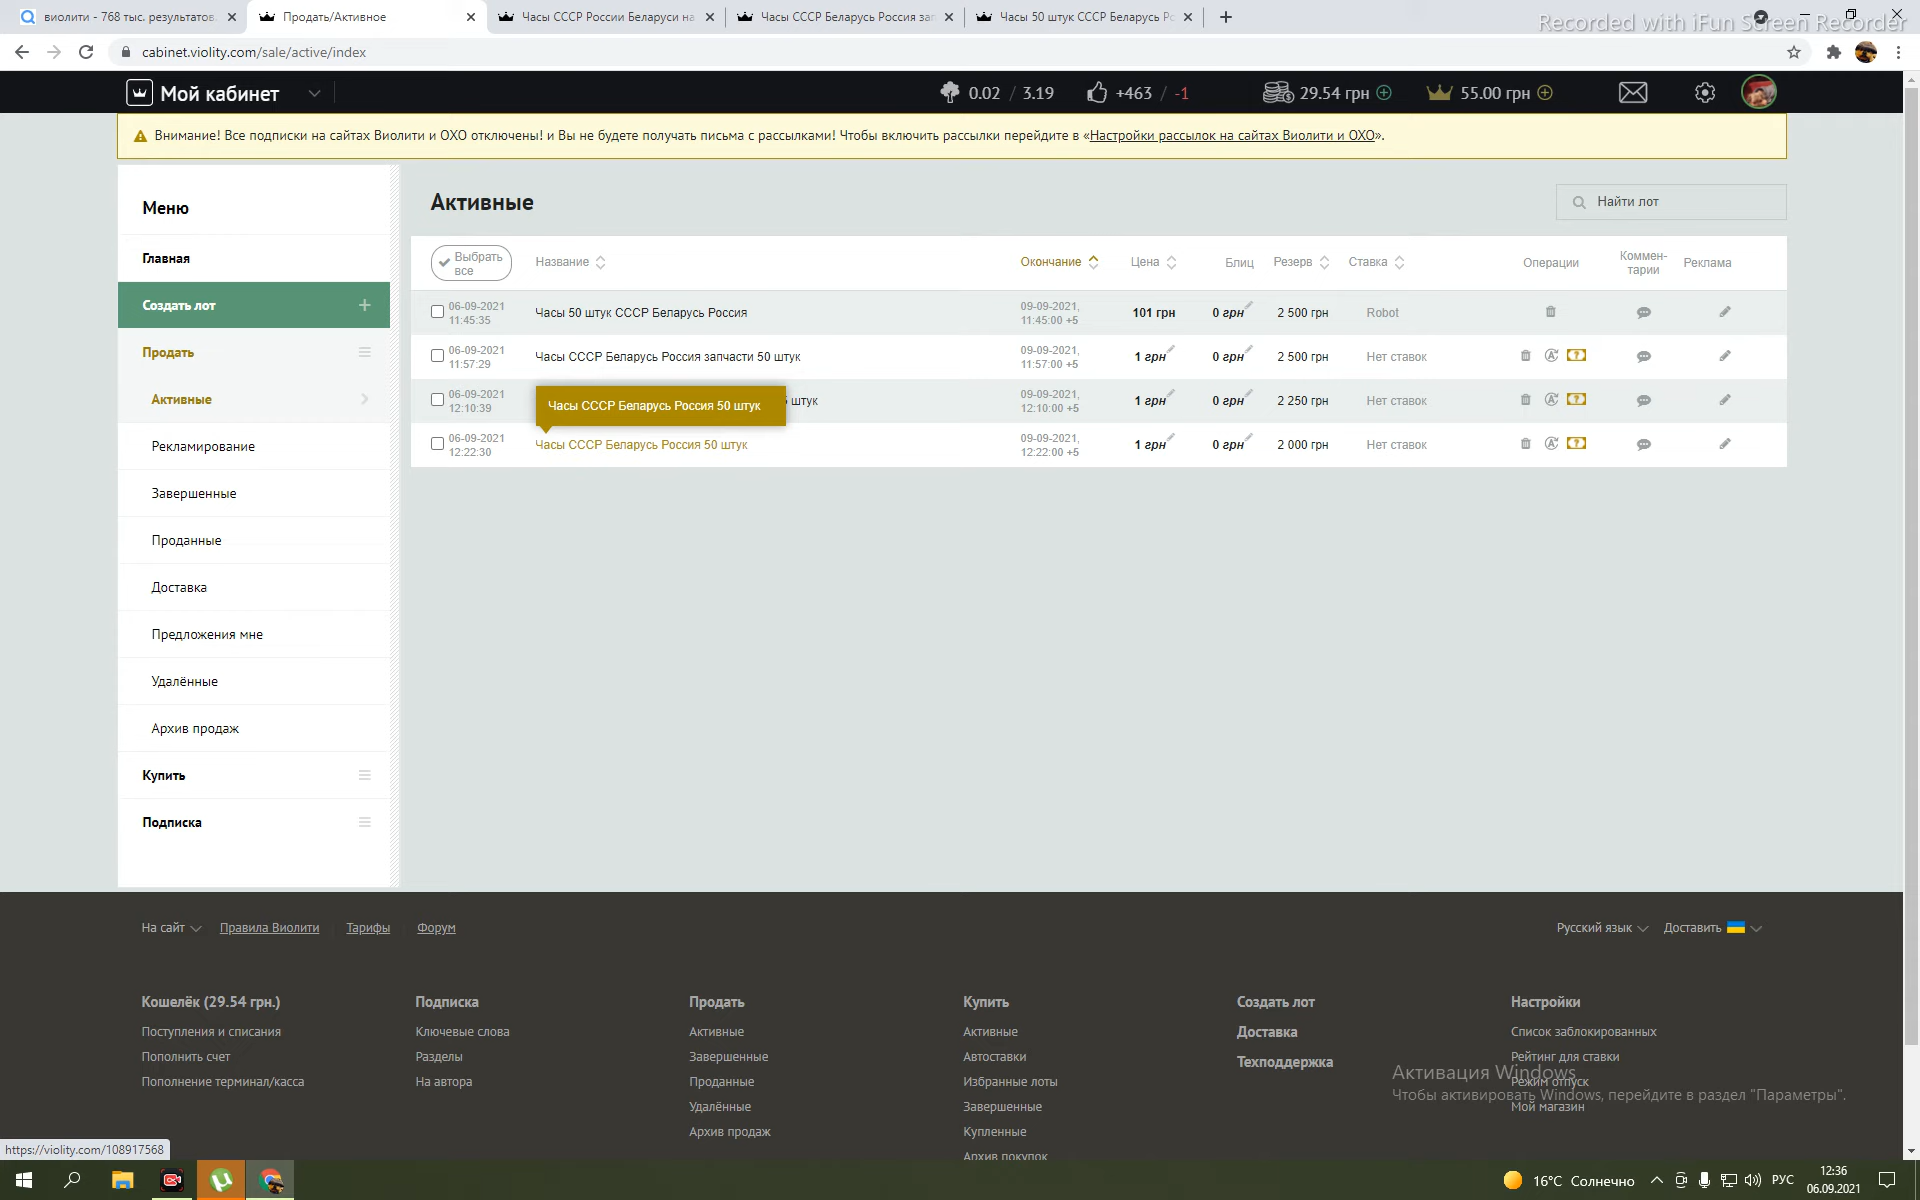 виолити - 768 тыс. результатов
Продать/Активное
Часы СССР России Беларуси на
Часы СССР Беларусь Россия зап
Часы 50 штук СССР Беларусь Ро
Recorded with iFun Screen Recorder
cabinet.violity.com/sale/active/index
Мой кабинет
0.02 / 3.19
+463 / -1
29.54 грн
55.00 грн
Внимание! Все подписки на сайтах Виолити и ОХО отключены! и Вы не будете получать письма с рассылками! Чтобы включить рассылки перейдите в «Настройки рассылок на сайтах Виолити и ОХО».
Меню
Главная
Создать лот
Продать
Активные
Рекламирование
Завершенные
Проданные
Доставка
Предложения мне
Удалённые
Архив продаж
Купить
Подписка
Активные
Найти лот
Выбрать все
Название
Окончание
Цена
Блиц
Резерв
Ставка
Операции
Коммен-
тарии
Реклама
06-09-2021 11:45:35
Часы 50 штук СССР Беларусь Россия
09-09-2021, 11:45:00 +5
101 грн
0 грн
2 500 грн
Robot
06-09-2021 11:57:29
Часы СССР Беларусь Россия запчасти 50 штук
09-09-2021, 11:57:00 +5
1 грн
0 грн
2 500 грн
Нет ставок
06-09-2021 12:10:39
штук
09-09-2021, 12:10:00 +5
1 грн
0 грн
2 250 грн
Нет ставок
Часы СССР Беларусь Россия 50 штук
06-09-2021 12:22:30
Часы СССР Беларусь Россия 50 штук
09-09-2021, 12:22:00 +5
1 грн
0 грн
2 000 грн
Нет ставок
На сайт
Правила Виолити
Тарифы
Форум
Русский язык
Доставить
Кошелёк (29.54 грн.)
Поступления и списания
Пополнить счет
Пополнение терминал/касса
Подписка
Ключевые слова
Разделы
На автора
Продать
Активные
Завершенные
Проданные
Удалённые
Архив продаж
Купить
Активные
Автоставки
Избранные лоты
Завершенные
Купленные
Архив покупок
Создать лот
Доставка
Техподдержка
Настройки
Список заблокированных
Рейтинг для ставки
Режим отпуск
Мой магазин
Активация Windows
Чтобы активировать Windows, перейдите в раздел "Параметры".
https://violity.com/108917568
16°C Солнечно
РУС
12:36
06.09.2021